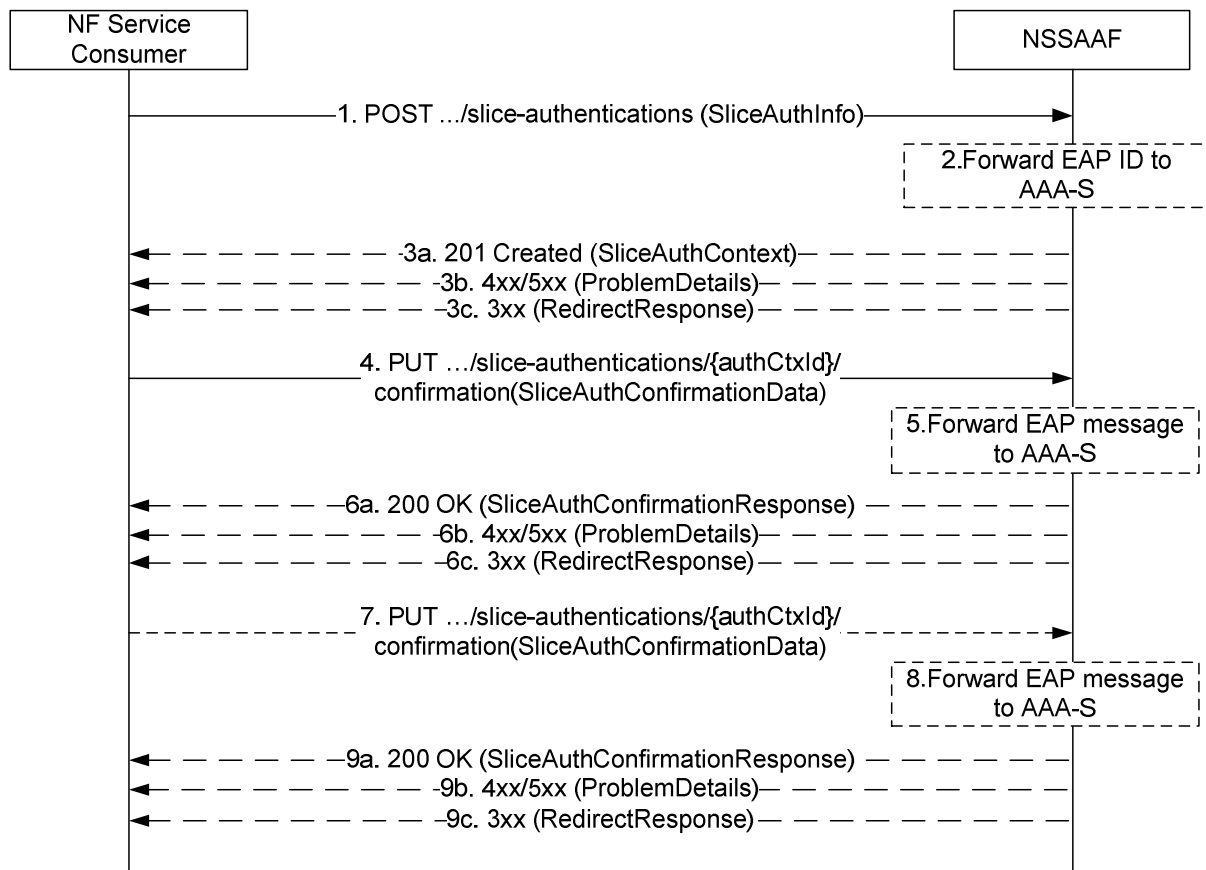 NF Service
Consumer
NSSAAF
1. POST .../slice-authentications (SliceAuthInfo)
2.Forward EAP ID to
AAA-S
3a. 201 Created (SliceAuthContext)
3b. 4xx/5xx (ProblemDetails)
3c. 3xx (RedirectResponse)
4. PUT .../slice-authentications/{authCtxId}/
confirmation(SliceAuthConfirmationData)
5.Forward EAP message
to AAA-S
6a. 200 OK (SliceAuthConfirmationResponse)
6b. 4xx/5xx (ProblemDetails)
6c. 3xx (RedirectResponse)
7. PUT .../slice-authentications/{authCtxId}/
confirmation(SliceAuthConfirmationData)
8.Forward EAP message
to AAA-S
9a. 200 OK (SliceAuthConfirmationResponse)
9b. 4xx/5xx (ProblemDetails)
9c. 3xx (RedirectResponse)